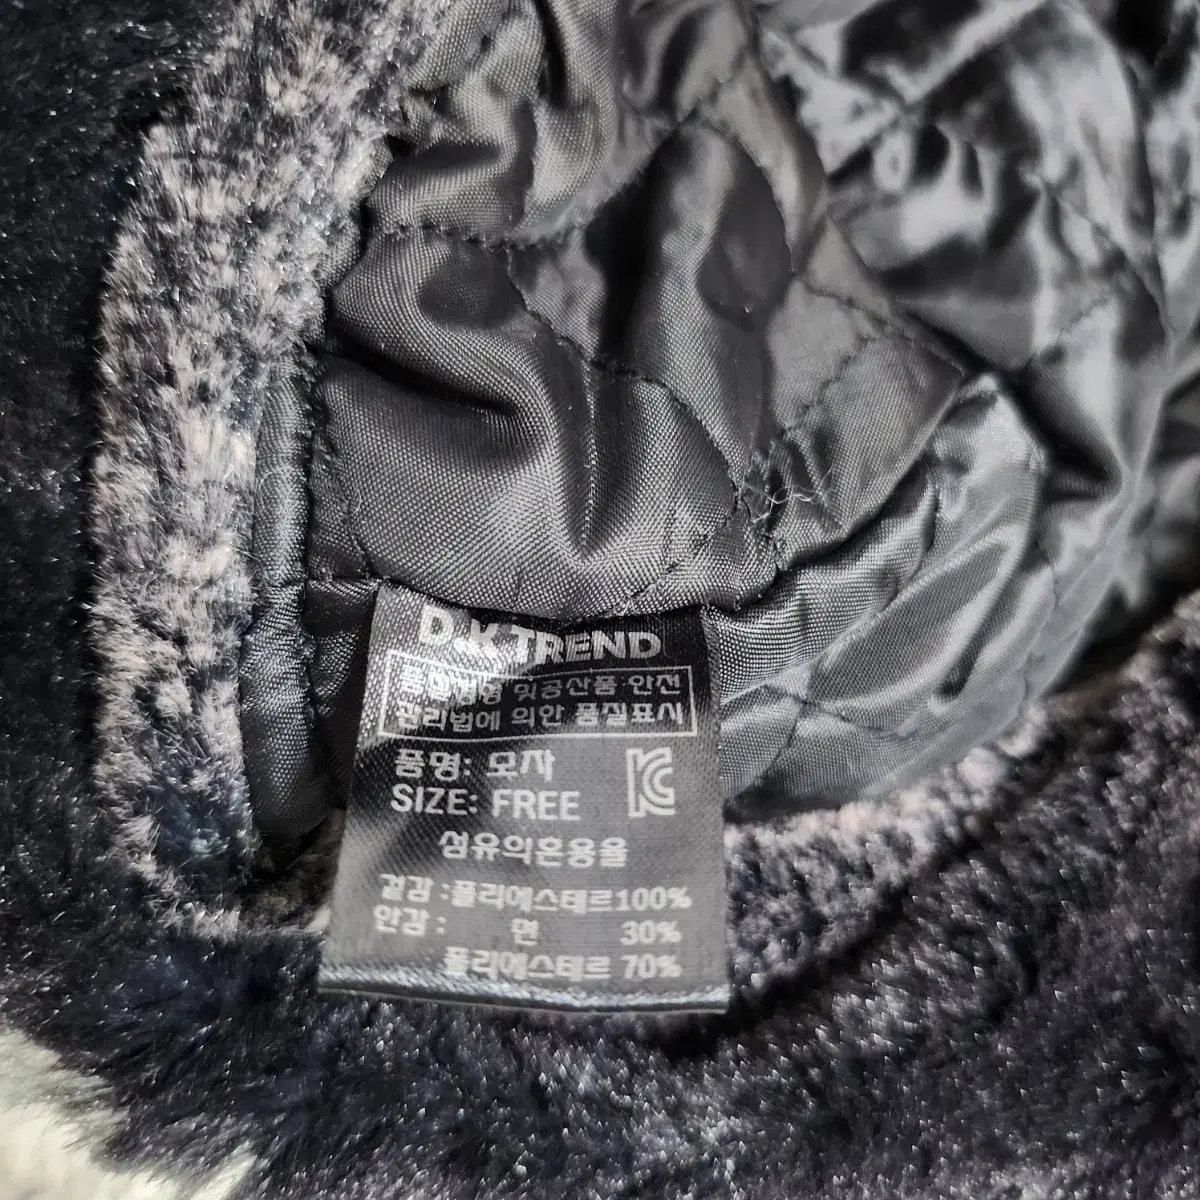 D.K TREND
품질경영 및 공산품 안전
관리법에 의한 품질표시
품명: 모자
SIZE: FREE
섬유의혼용율
겉감 :폴리에스테르100%
안감 : 면 30%
폴리에스테르 70%